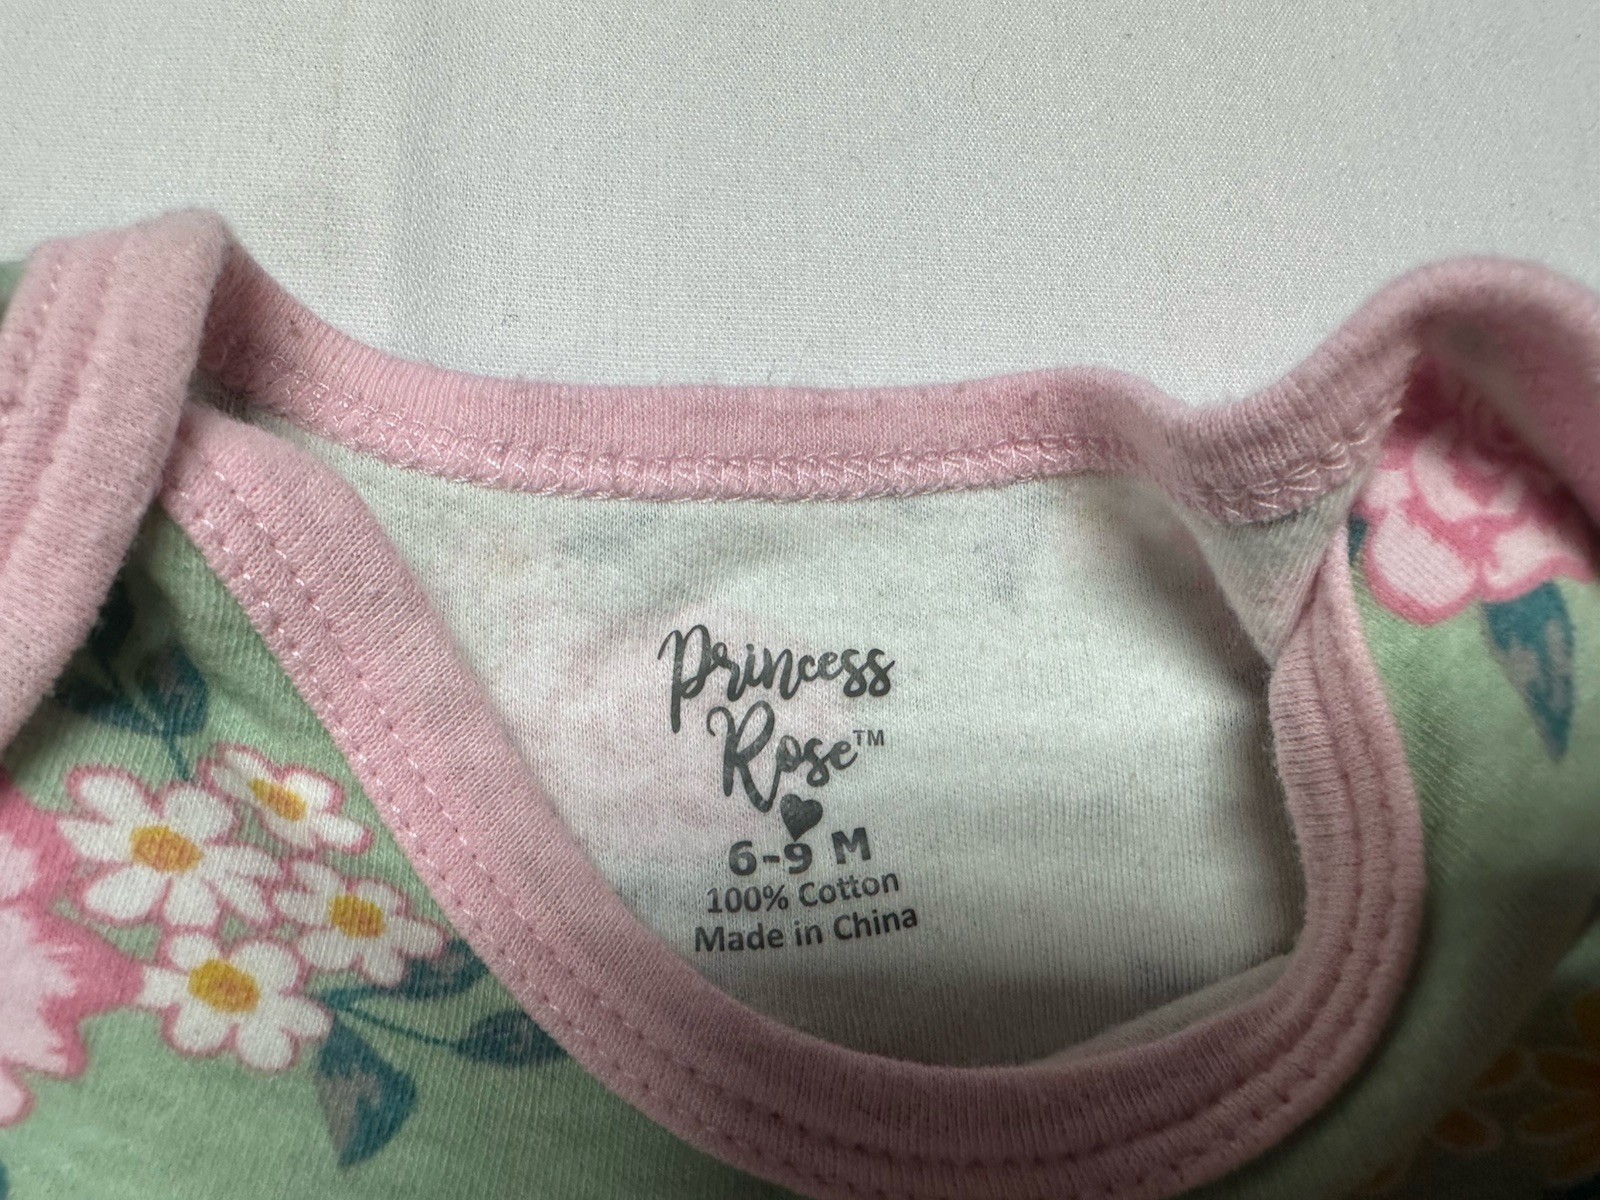 Princess
Rose™
6-9 M
100% Cotton
Made in China